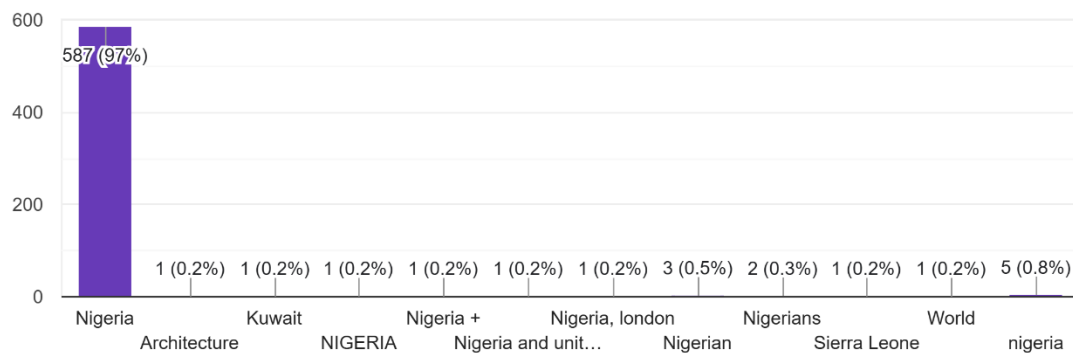 600
400
200
0
587 (97%)
1 (0.2%) 1 (0.2%) 1 (0.2%) 1 (0.2%) 1 (0.2%) 1 (0.2%) 3 (0.5%) 2 (0.3%) 1 (0.2%) 1 (0.2%) 5 (0.8%)
Nigeria Kuwait Nigeria + Nigeria, london Nigerians World
Architecture NIGERIA Nigeria and unit… Nigerian Sierra Leone nigeria